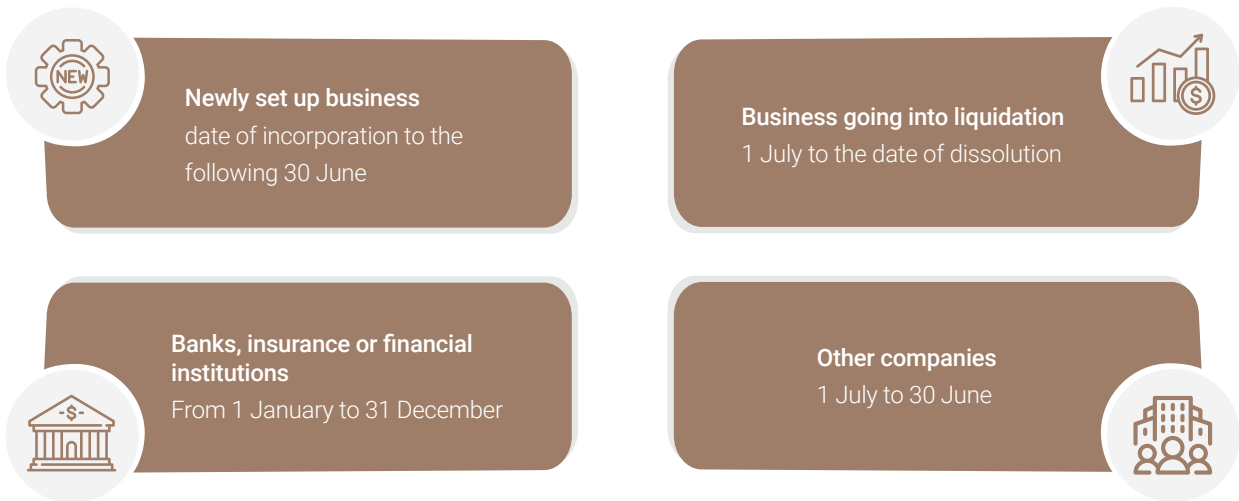 NEW
Newly set up business
date of incorporation to the
following 30 June
$
Business going into liquidation
1 July to the date of dissolution
-$-
Banks, insurance or financial
institutions
From 1 January to 31 December
Other companies
1 July to 30 June